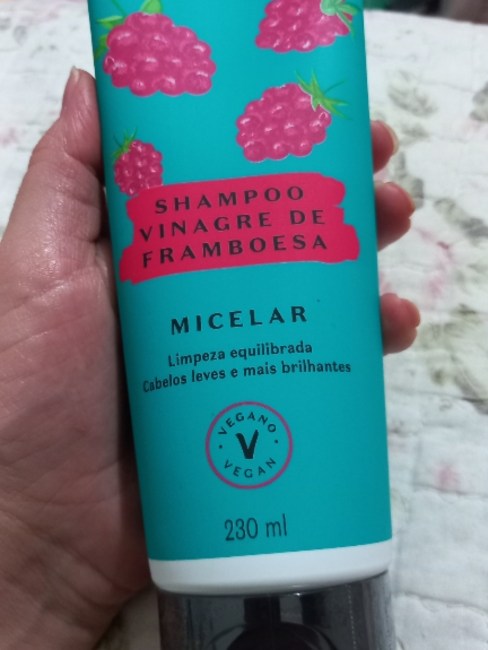 SHAMPOO
VINAGRE DE
FRAMBOESA
MICELAR
Limpeza equilibrada
Cabelos leves e mais brilhantes
VEGANO
V
VEGAN
230 ml